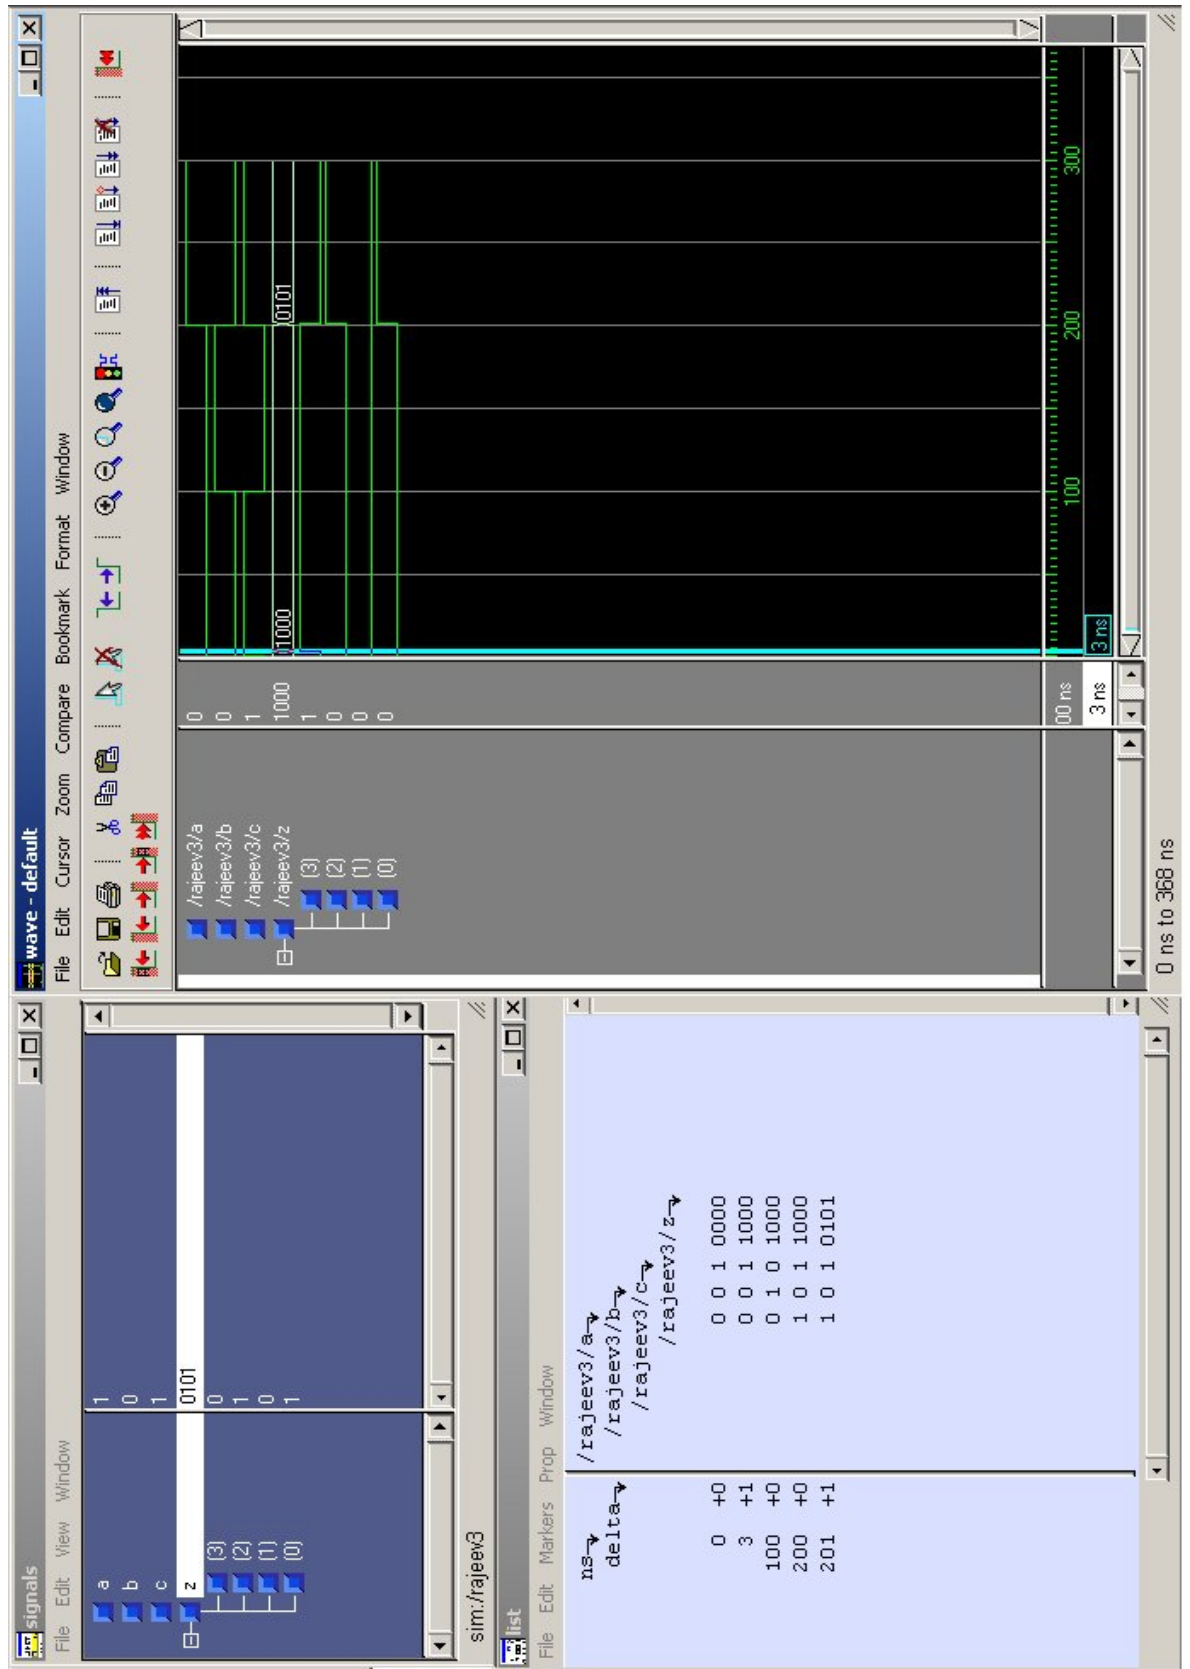 signals
File Edit View Window
a 1
b 0
c 1
z 0101
(3) 0
(2) 1
(1) 0
(0) 1
sim:/rajeev3
list
File Edit Markers Prop Window
ns
delta
/rajeev3/a
/rajeev3/b
/rajeev3/c
/rajeev3/z
0 +0 0 0 1 0000
3 +1 0 0 1 1000
100 +0 0 1 0 1000
200 +0 1 0 1 1000
201 +1 1 0 1 0101
wave - default
File Edit Cursor Zoom Compare Bookmark Format Window
/rajeev3/a 0
/rajeev3/b 0
/rajeev3/c 1
/rajeev3/z 1000 1000 0101
(3) 1
(2) 0
(1) 0
(0) 0
00 ns 100 200 300
3 ns 3 ns
0 ns to 368 ns